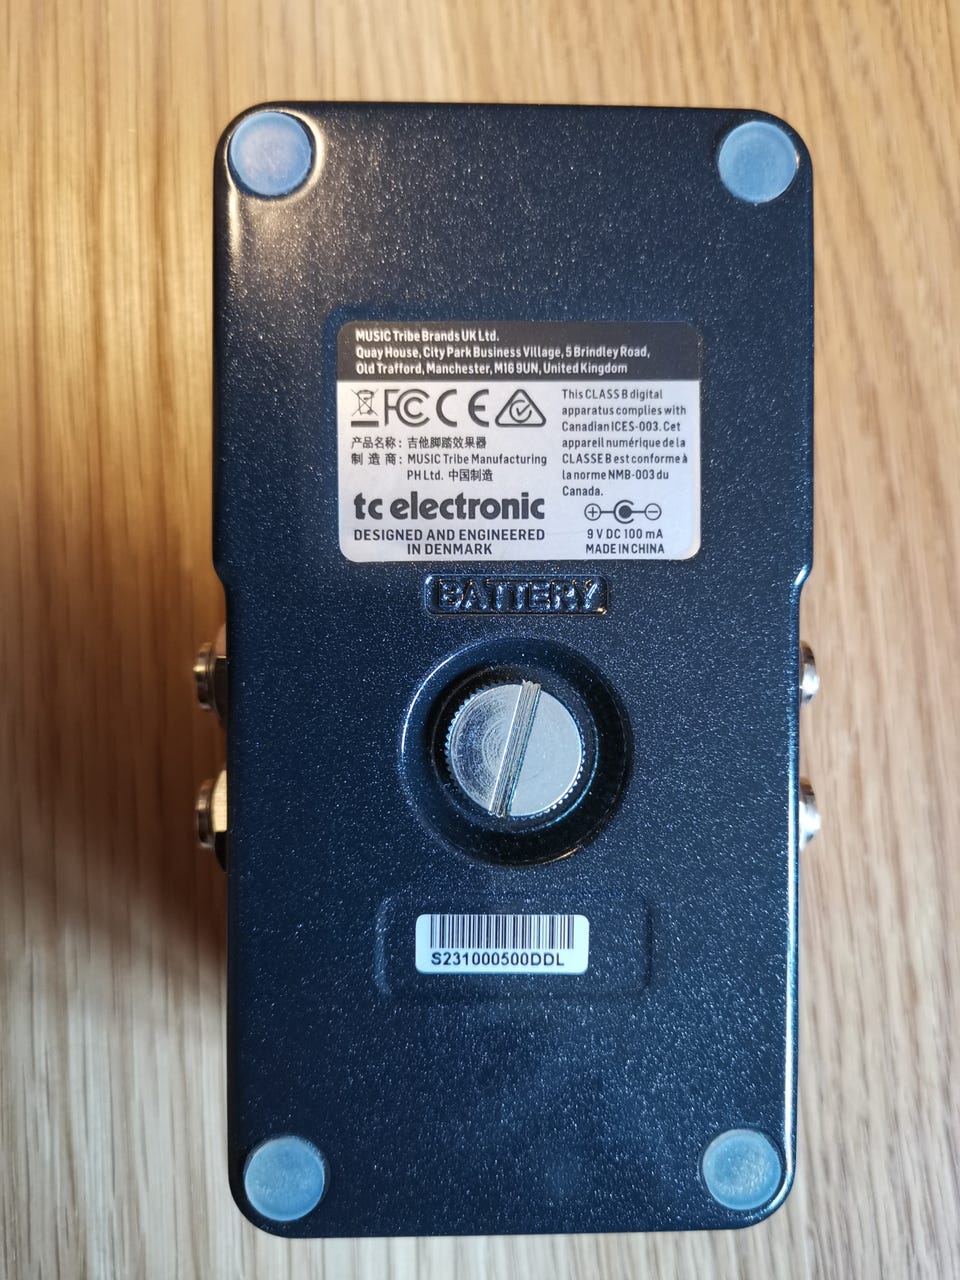 MUSIC Tribe Brands UK Ltd.
Quay House, City Park Business Village, 5 Brindley Road,
Old Trafford, Manchester, M16 9UN, United Kingdom
FC CE
产品名称：吉他脚踏效果器
制 造 商：MUSIC Tribe Manufacturing
PH Ltd. 中国制造
tc electronic
DESIGNED AND ENGINEERED
IN DENMARK
This CLASS B digital
apparatus complies with
Canadian ICES-003. Cet
appareil numérique de la
CLASSE B est conforme à
la norme NMB-003 du
Canada.
9 V DC 100 mA
MADE IN CHINA
BATTERY
S231000500DDL